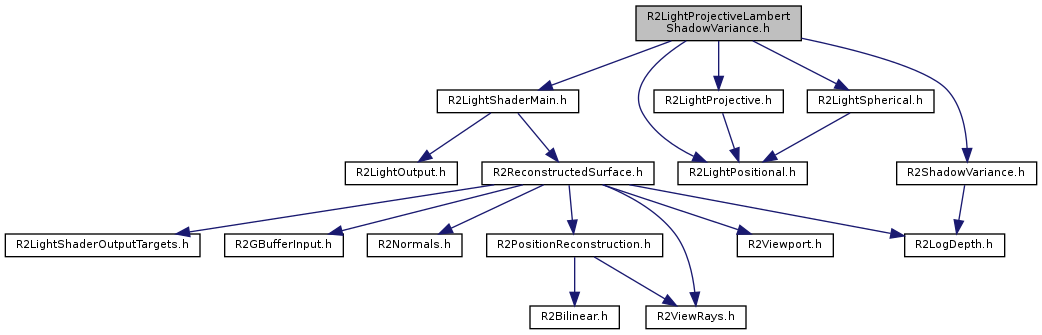 R2LightProjectiveLambert
ShadowVariance.h
R2LightShaderMain.h
R2LightProjective.h
R2LightSpherical.h
R2LightOutput.h
R2ReconstructedSurface.h
R2LightPositional.h
R2ShadowVariance.h
R2LightShaderOutputTargets.h
R2GBufferInput.h
R2Normals.h
R2PositionReconstruction.h
R2Viewport.h
R2LogDepth.h
R2Bilinear.h
R2ViewRays.h